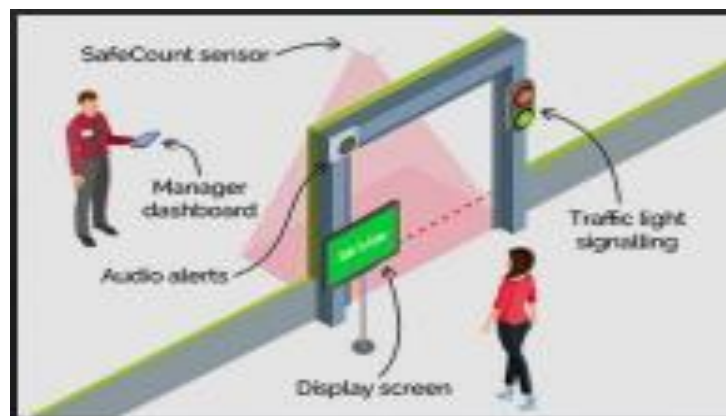 SafeCount sensor
Manager
dashboard
Audio alerts
Traffic light
signalling
Display screen